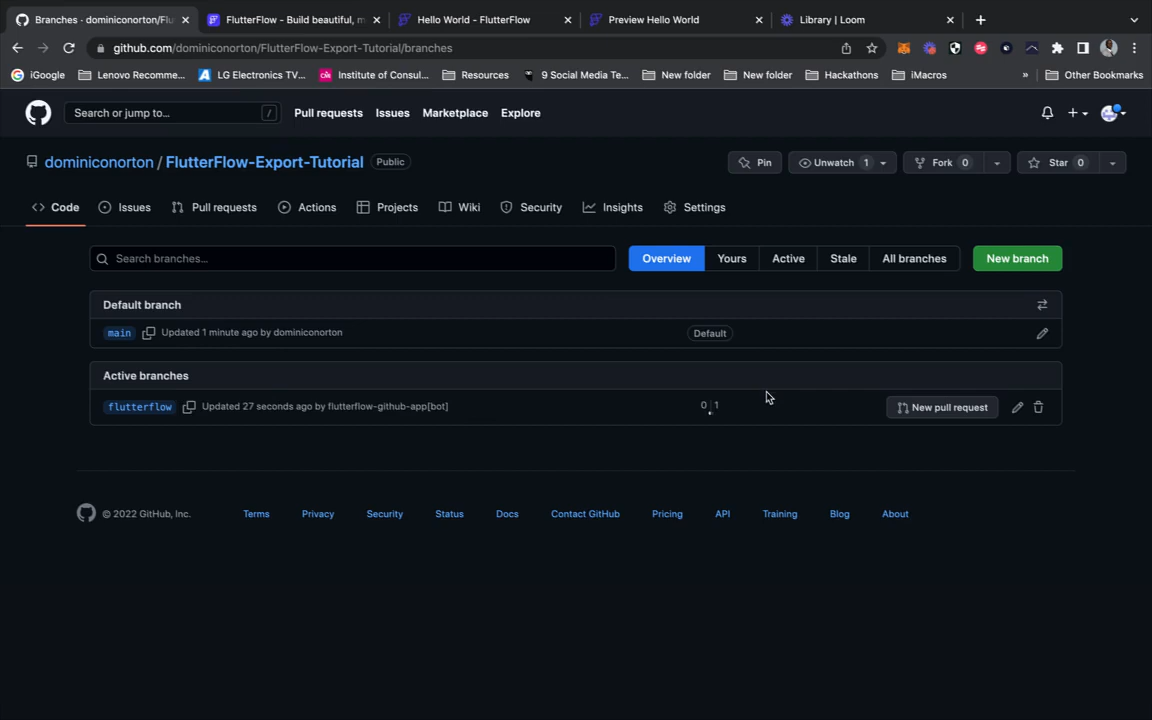 Branches · dominiconorton/Flu
FlutterFlow - Build beautiful, m
Hello World - FlutterFlow
Preview Hello World
Library | Loom
github.com/dominiconorton/FlutterFlow-Export-Tutorial/branches
iGoogle
Lenovo Recomme...
LG Electronics TV...
Institute of Consul...
Resources
9 Social Media Te...
New folder
New folder
Hackathons
iMacros
»
Other Bookmarks
Search or jump to...
/
Pull requests
Issues
Marketplace
Explore
dominiconorton / FlutterFlow-Export-Tutorial
Public
Pin
Unwatch 1
Fork 0
Star 0
Code
Issues
Pull requests
Actions
Projects
Wiki
Security
Insights
Settings
Search branches...
Overview
Yours
Active
Stale
All branches
New branch
Default branch
main
Updated 1 minute ago by dominiconorton
Default
Active branches
flutterflow
Updated 27 seconds ago by flutterflow-github-app[bot]
0 1
New pull request
© 2022 GitHub, Inc.
Terms
Privacy
Security
Status
Docs
Contact GitHub
Pricing
API
Training
Blog
About